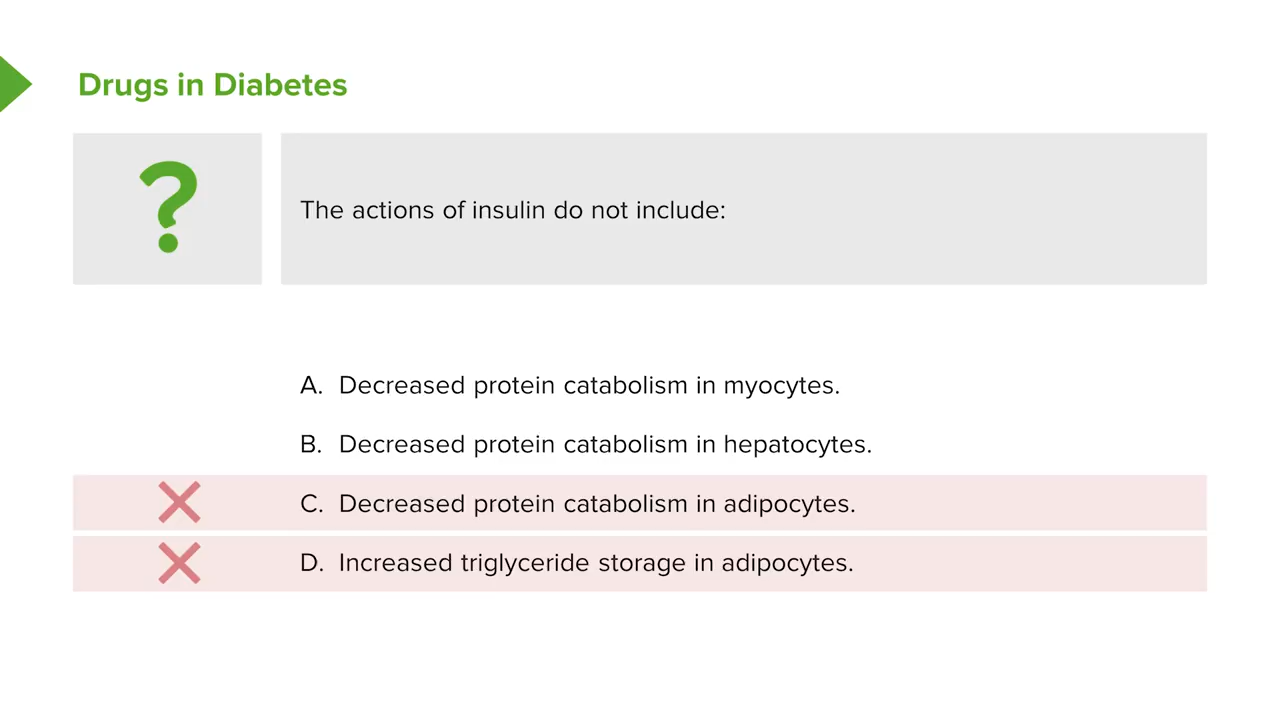 Drugs in Diabetes
?
The actions of insulin do not include:
A. Decreased protein catabolism in myocytes.
B. Decreased protein catabolism in hepatocytes.
C. Decreased protein catabolism in adipocytes.
D. Increased triglyceride storage in adipocytes.